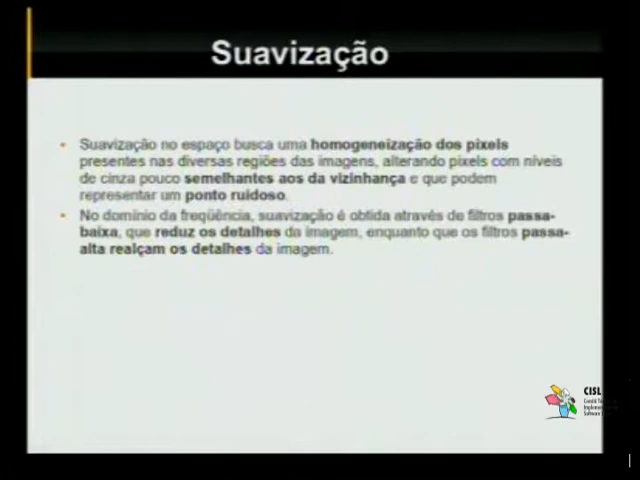 Suavização
• Suavização no espaço busca uma homogeneização dos pixels
presentes nas diversas regiões das imagens, alterando pixels com níveis
de cinza pouco semelhantes aos da vizinhança e que podem
representar um ponto ruidoso.
• No domínio da freqüência, suavização é obtida através de filtros passa-
baixa, que reduz os detalhes da imagem, enquanto que os filtros passa-
alta realçam os detalhes da imagem.
CISL
Comitê
Software